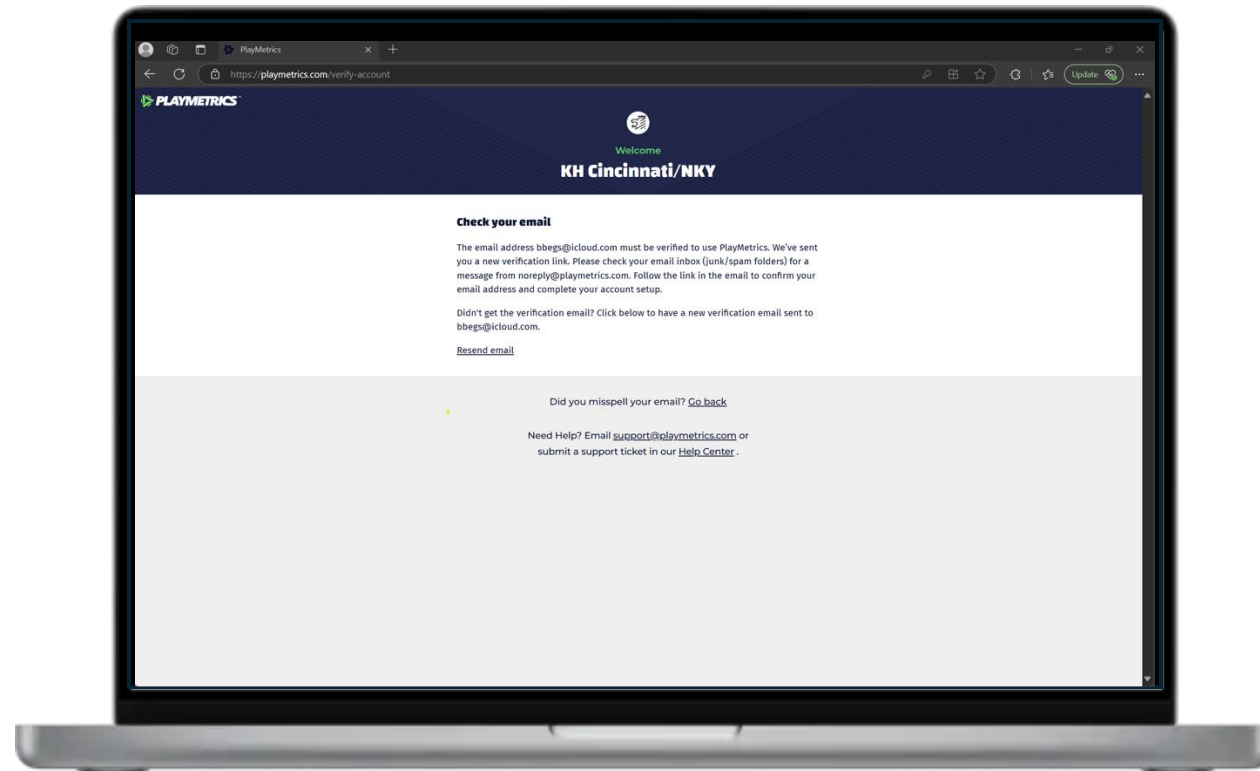 PlayMetrics
https://playmetrics.com/verify-account
Update
PLAYMETRICS
Welcome
KH Cincinnati/NKY
Check your email
The email address bbegs@icloud.com must be verified to use PlayMetrics. We've sent
you a new verification link. Please check your email inbox (junk/spam folders) for a
message from noreply@playmetrics.com. Follow the link in the email to confirm your
email address and complete your account setup.
Didn't get the verification email? Click below to have a new verification email sent to
bbegs@icloud.com.
Resend email
Did you misspell your email? Go back
Need Help? Email support@playmetrics.com or
submit a support ticket in our Help Center .